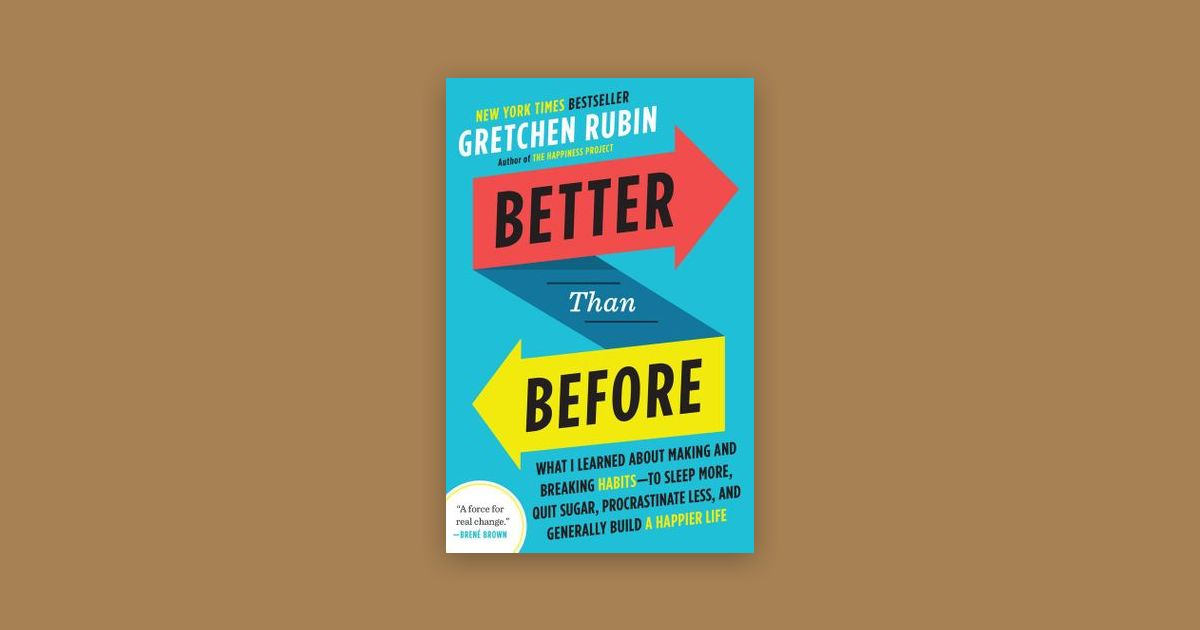 NEW YORK TIMES BESTSELLER
GRETCHEN RUBIN
Author of THE HAPPINESS PROJECT
BETTER
Than
BEFORE
WHAT I LEARNED ABOUT MAKING AND
BREAKING HABITS—TO SLEEP MORE,
QUIT SUGAR, PROCRASTINATE LESS, AND
GENERALLY BUILD A HAPPIER LIFE
“A force for
real change.”
—BRENÉ BROWN